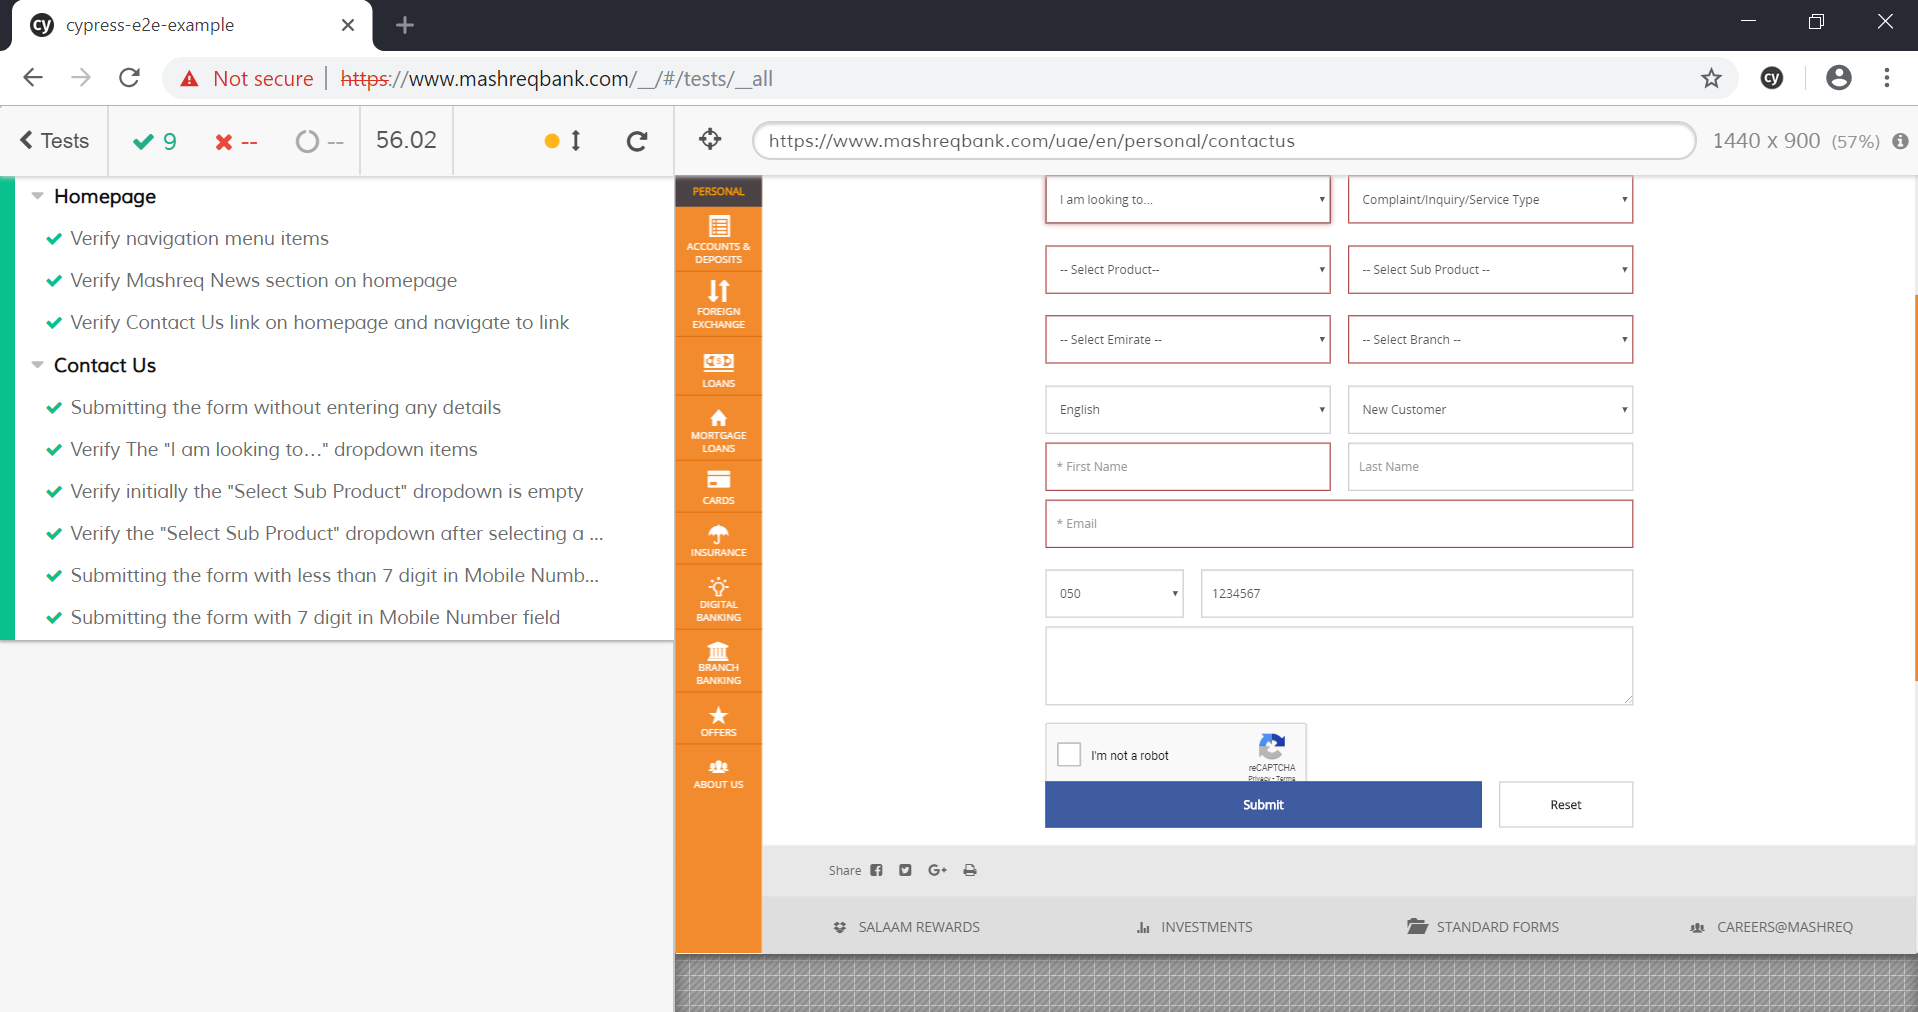 cy cypress-e2e-example
Not secure https://www.mashreqbank.com/__/#/tests/__all
cy
Tests 9 -- -- 56.02
https://www.mashreqbank.com/uae/en/personal/contactus 1440 x 900 (57%)
Homepage
Verify navigation menu items
Verify Mashreq News section on homepage
Verify Contact Us link on homepage and navigate to link
Contact Us
Submitting the form without entering any details
Verify The "I am looking to…" dropdown items
Verify initially the "Select Sub Product" dropdown is empty
Verify the "Select Sub Product" dropdown after selecting a ...
Submitting the form with less than 7 digit in Mobile Numb...
Submitting the form with 7 digit in Mobile Number field
PERSONAL
ACCOUNTS &
DEPOSITS
FOREIGN
EXCHANGE
LOANS
MORTGAGE
LOANS
CARDS
INSURANCE
DIGITAL
BANKING
BRANCH
BANKING
OFFERS
ABOUT US
I am looking to... Complaint/Inquiry/Service Type
-- Select Product-- -- Select Sub Product --
-- Select Emirate -- -- Select Branch --
English New Customer
* First Name Last Name
* Email
050 1234567
I'm not a robot
reCAPTCHA
Privacy - Terms
Submit Reset
Share G+
SALAAM REWARDS INVESTMENTS STANDARD FORMS CAREERS@MASHREQ